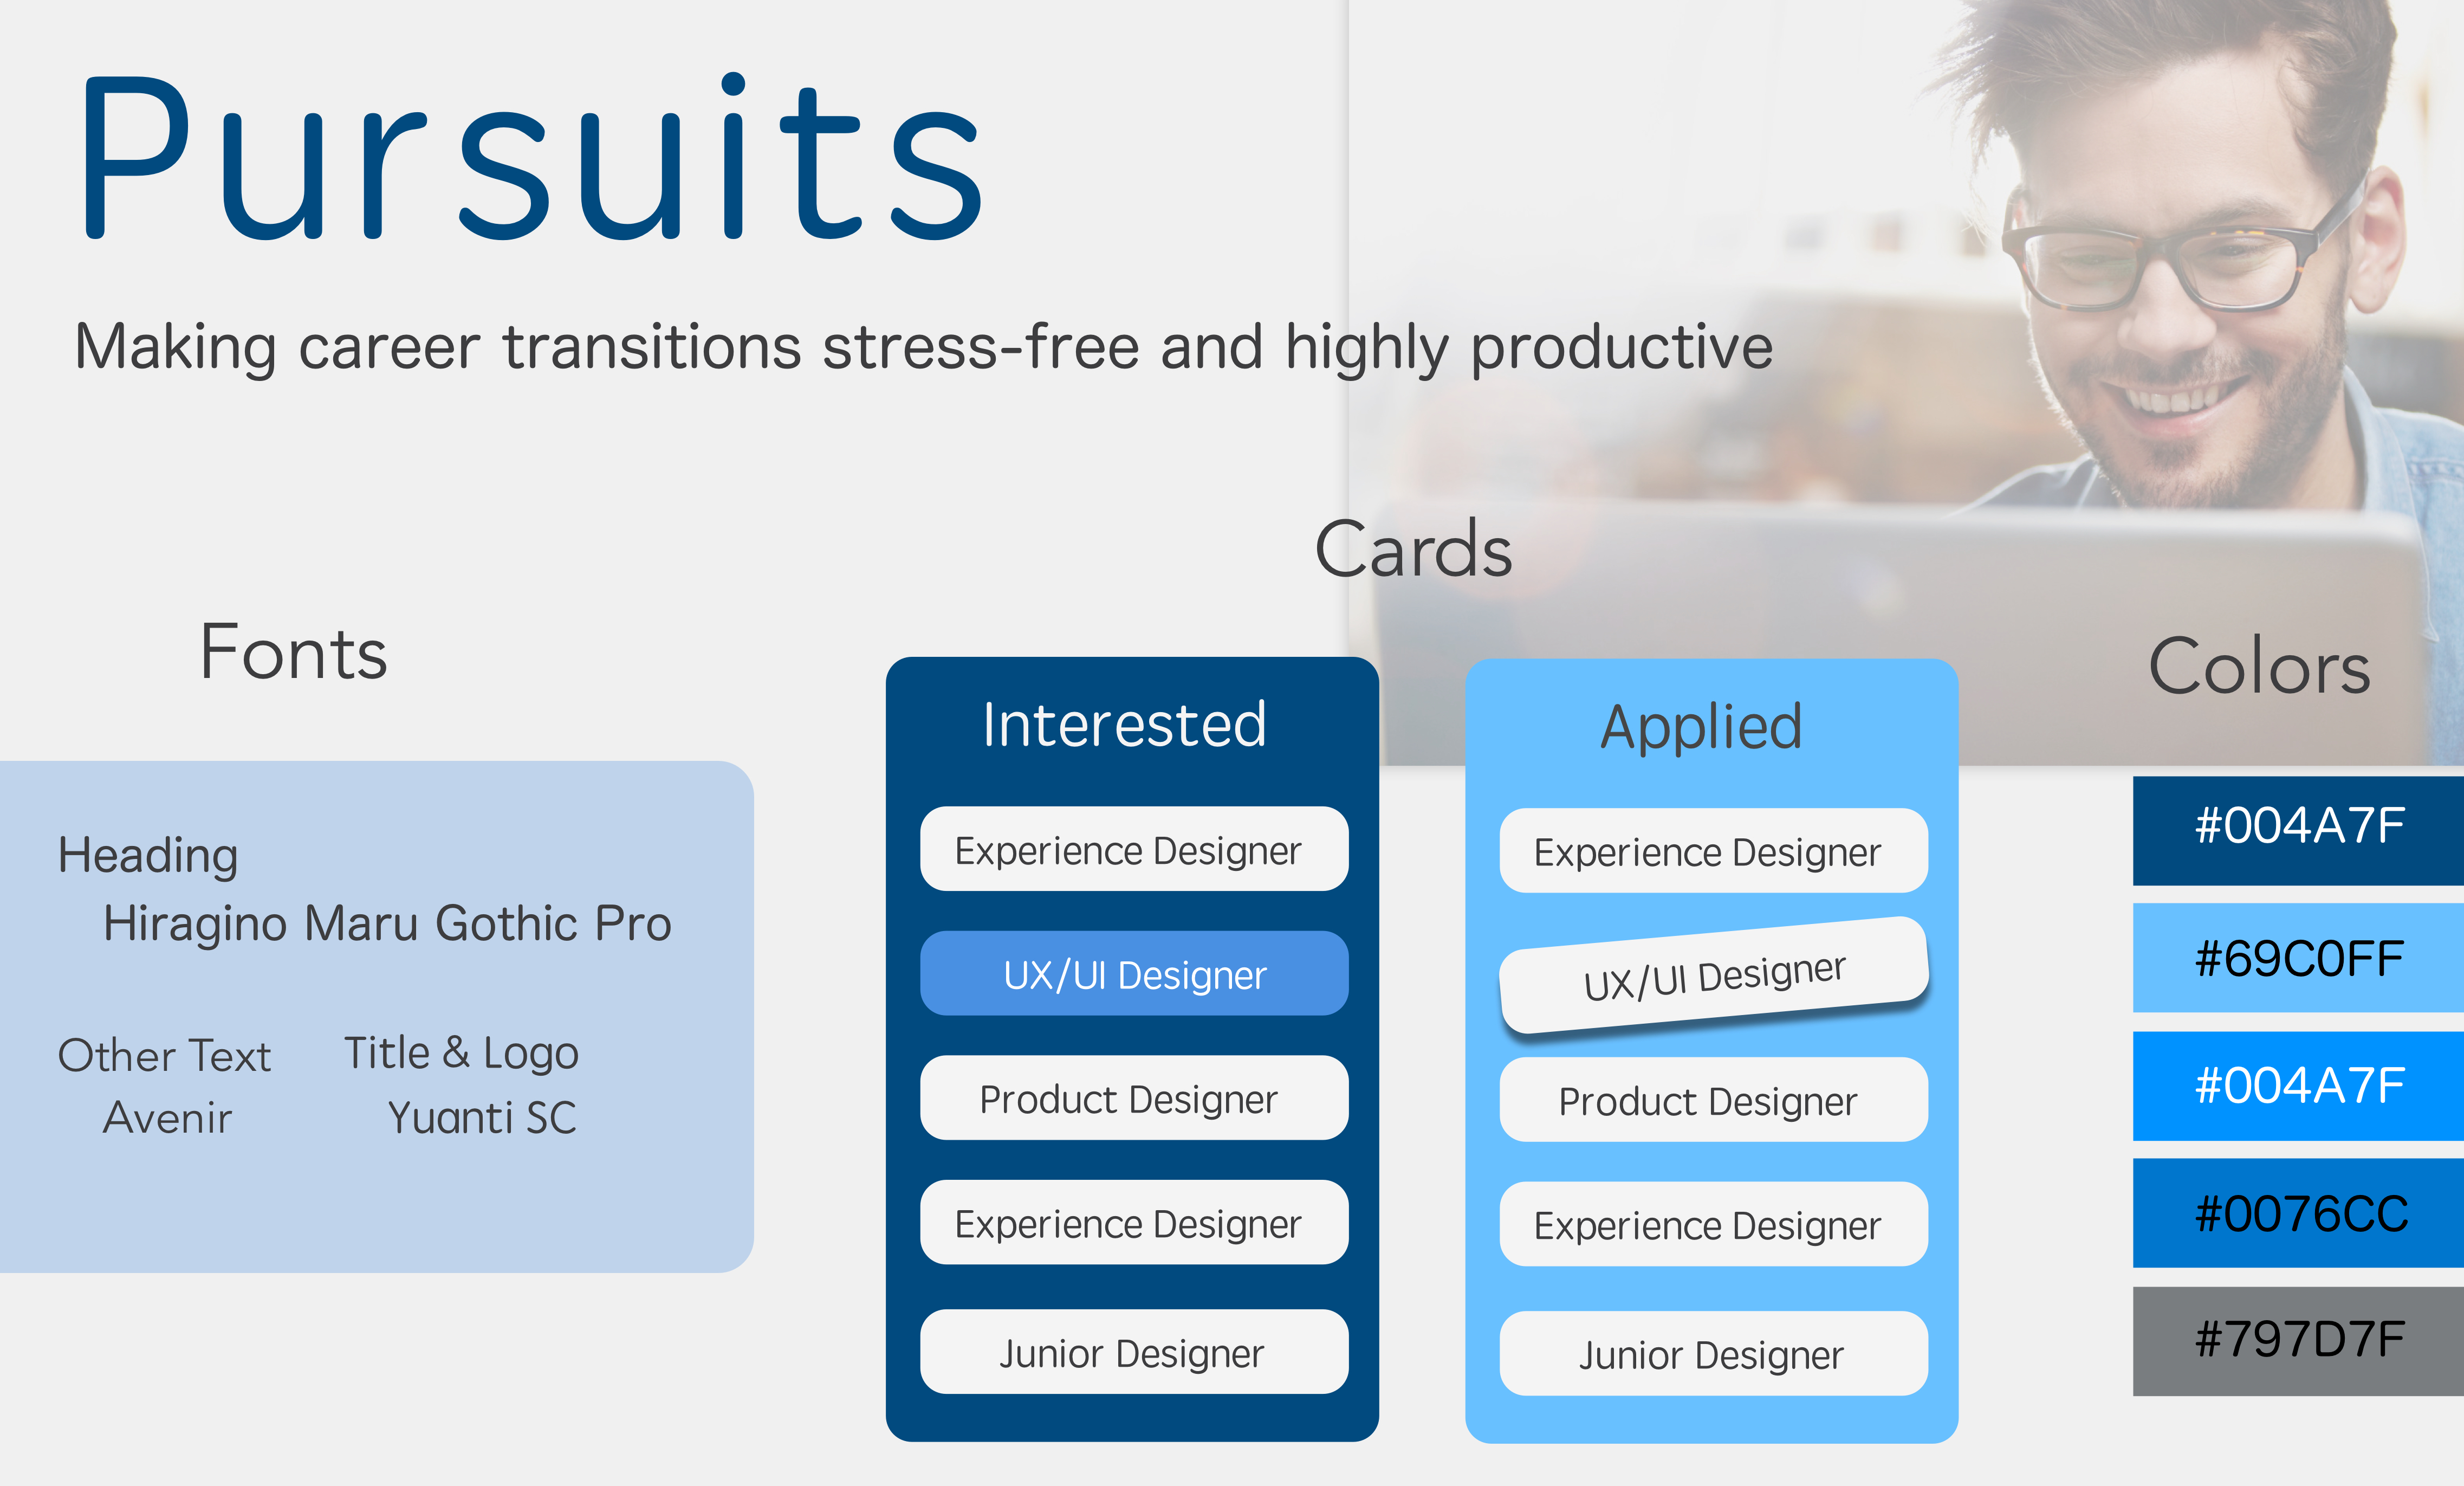 Pursuits
Making career transitions stress-free and highly productive
Fonts
Heading
Hiragino Maru Gothic Pro
Other Text
Avenir
Title & Logo
Yuanti SC
Cards
Interested
Experience Designer
UX/UI Designer
Product Designer
Experience Designer
Junior Designer
Applied
Experience Designer
UX/UI Designer
Product Designer
Experience Designer
Junior Designer
Colors
#004A7F
#69C0FF
#004A7F
#0076CC
#797D7F